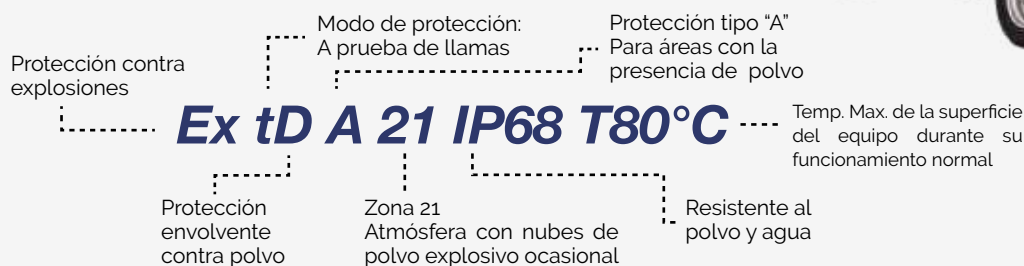 Modo de protección:
A prueba de llamas
Protección tipo “A”
Para áreas con la
presencia de polvo
Protección contra
explosiones
Ex tD A 21 IP68 T80°C
Temp. Max. de la superficie
del equipo durante su
funcionamiento normal
Protección
envolvente
contra polvo
Zona 21
Atmósfera con nubes de
polvo explosivo ocasional
Resistente al
polvo y agua